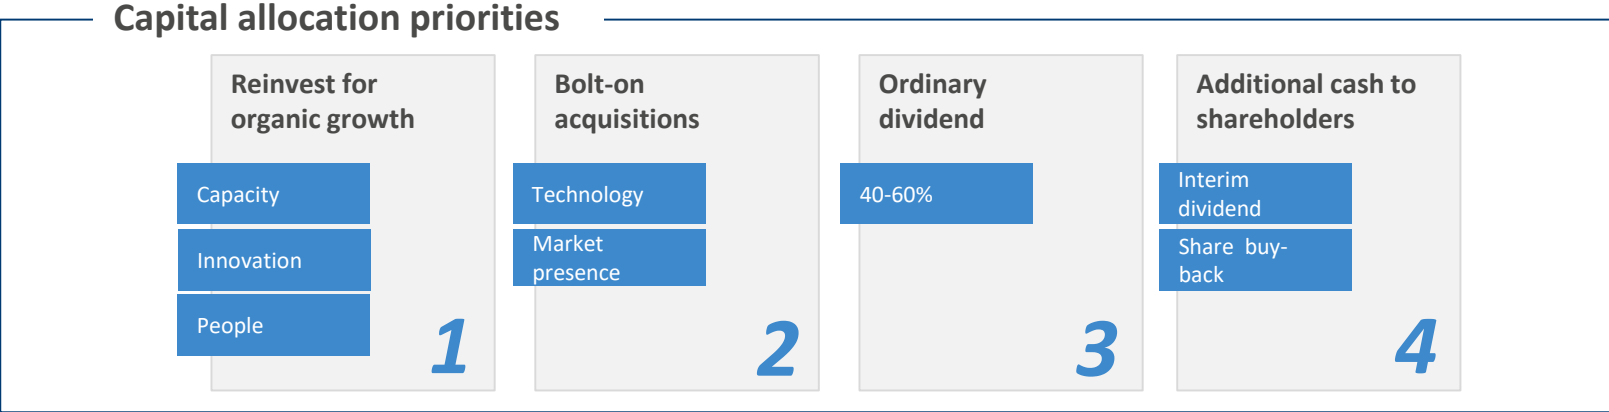 Capital allocation priorities
Reinvest for
organic growth
Capacity
Innovation
People
1
Bolt-on
acquisitions
Technology
Market
presence
2
Ordinary
dividend
40-60%
3
Additional cash to
shareholders
Interim
dividend
Share buy-
back
4